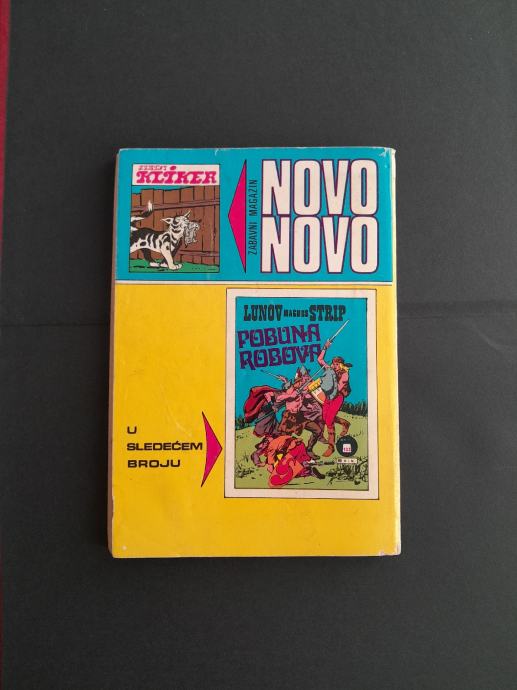 KLIKER
ZABAVNI MAGAZIN
NOVO
NOVO
LUNOV MAGNUS STRIP
POBUNA
ROBOVA
U
SLEDEĆEM
BROJU